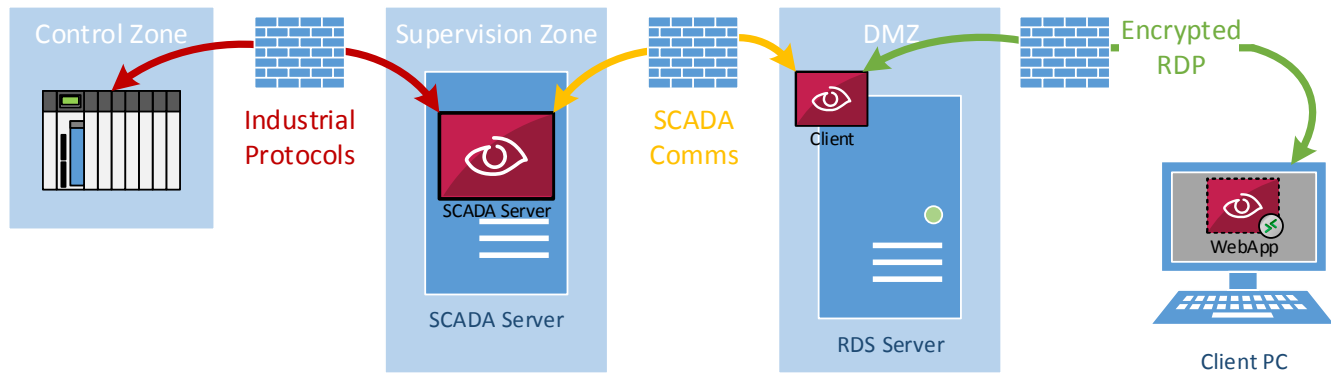 Control Zone
Supervision Zone
DMZ
Encrypted
RDP
Industrial
Protocols
SCADA
Comms
Client
SCADA Server
WebApp
SCADA Server
RDS Server
Client PC